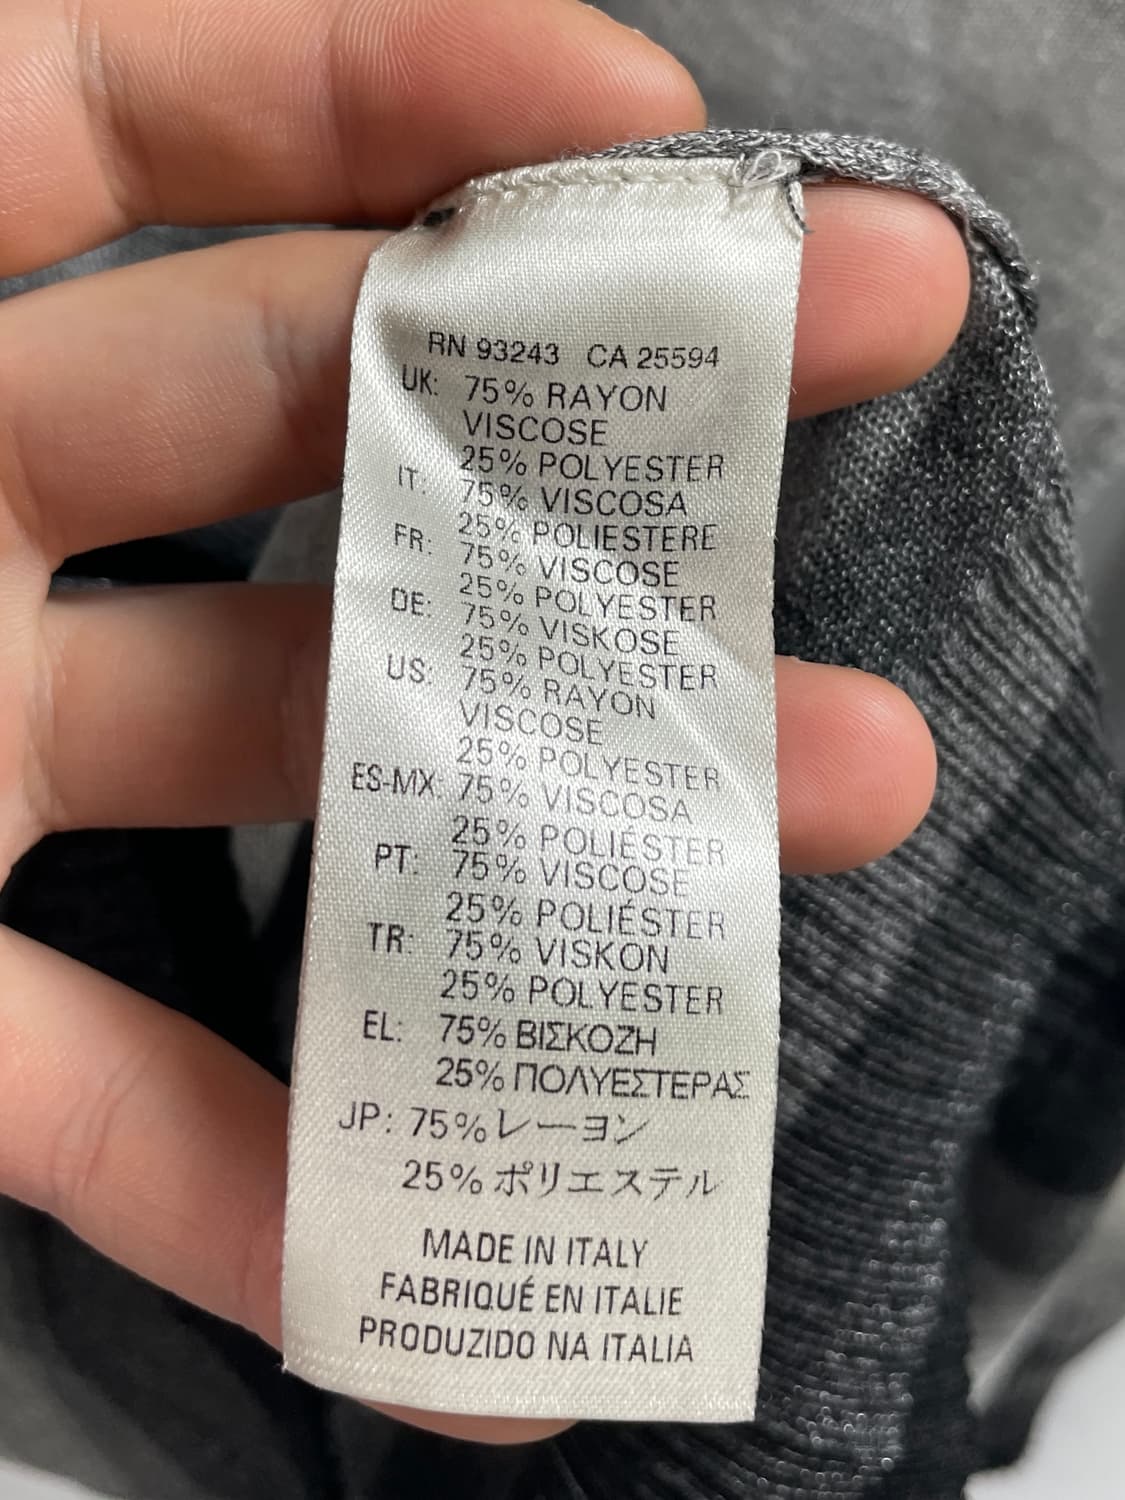 RN 93243 CA 25594
UK: 75% RAYON
VISCOSE
25% POLYESTER
IT: 75% VISCOSA
25% POLIESTERE
FR: 75% VISCOSE
25% POLYESTER
DE: 75% VISKOSE
25% POLYESTER
US: 75% RAYON
VISCOSE
25% POLYESTER
ES-MX: 75% VISCOSA
25% POLIÉSTER
PT: 75% VISCOSE
25% POLIÉSTER
TR: 75% VISKON
25% POLYESTER
EL: 75% ΒΙΣΚΟΖΗ
25% ΠΟΛΥΕΣΤΕΡΑΣ
JP: 75% レーヨン
25% ポリエステル
MADE IN ITALY
FABRIQUÉ EN ITALIE
PRODUZIDO NA ITALIA